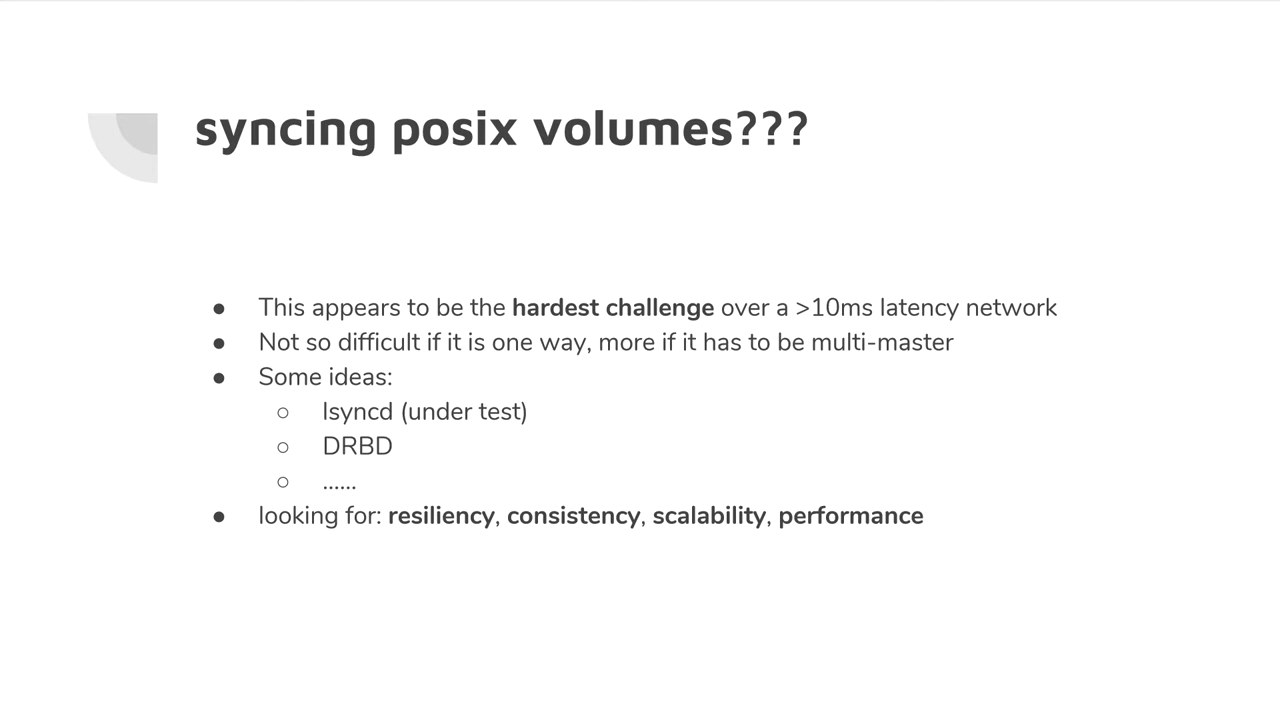 syncing posix volumes???
● This appears to be the hardest challenge over a >10ms latency network
● Not so difficult if it is one way, more if it has to be multi-master
● Some ideas:
○ lsyncd (under test)
○ DRBD
○ ......
● looking for: resiliency, consistency, scalability, performance